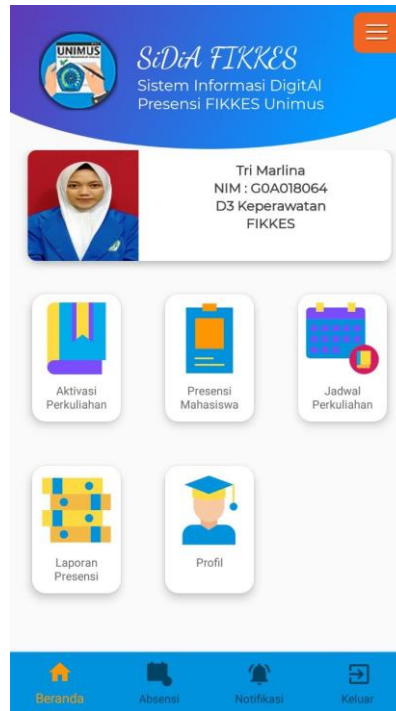 UNIMUS
SiDiA FIKKES
Sistem Informasi DigitAl
Presensi FIKKES Unimus
Tri Marlina
NIM : G0A018064
D3 Keperawatan
FIKKES
Aktivasi
Perkuliahan
Presensi
Mahasiswa
Jadwal
Perkuliahan
Laporan
Presensi
Profil
Beranda
Absensi
Notifikasi
Keluar